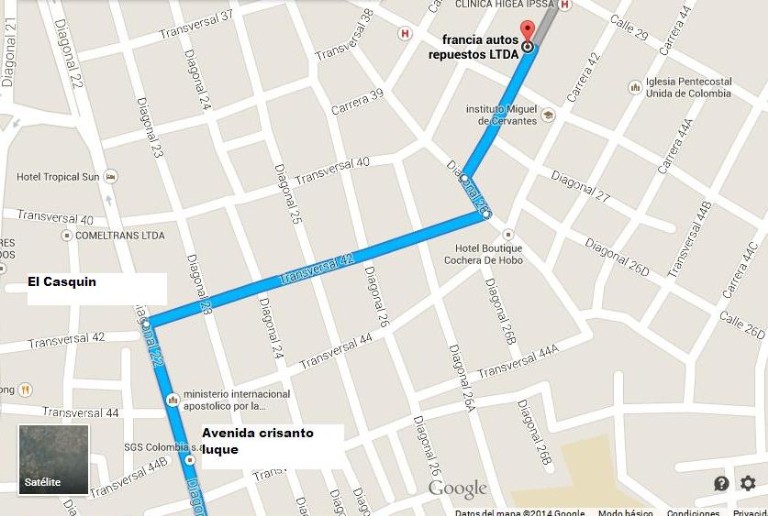 CLINICA HIGEA IPSSA
Calle 29
Carrera 44
Transversal 37
Transversal 38
Diagonal 21
Diagonal 22
francia autos
repuestos LTDA
Carrera 42
Iglesia Pentecostal
Unida de Colombia
Diagonal 24
Carrera 39
instituto Miguel
de Cervantes
Carrera 44A
Diagonal 23
Transversal 40
Hotel Tropical Sun
Diagonal 25
Diagonal 27
Transversal 44B
Transversal 40
COMELTRANS LTDA
Hotel Boutique
Cochera De Hobo
Diagonal 26D
Carrera 44C
Transversal 42
El Casquin
Diagonal 23
Diagonal 26
Diagonal 26B
Calle 26D
Diagonal 22
Transversal 42
Diagonal 24
Transversal 44
Transversal 44A
ministerio internacional
apostolico por la...
Diagonal 26A
Transversal 44
Avenida crisanto
luque
SGS Colombia s.a
Diagonal 26
Diagonal 26B
Transversal 44B
Satélite
Google
Datos del mapa ©2014 Google
Modo básico
Condiciones